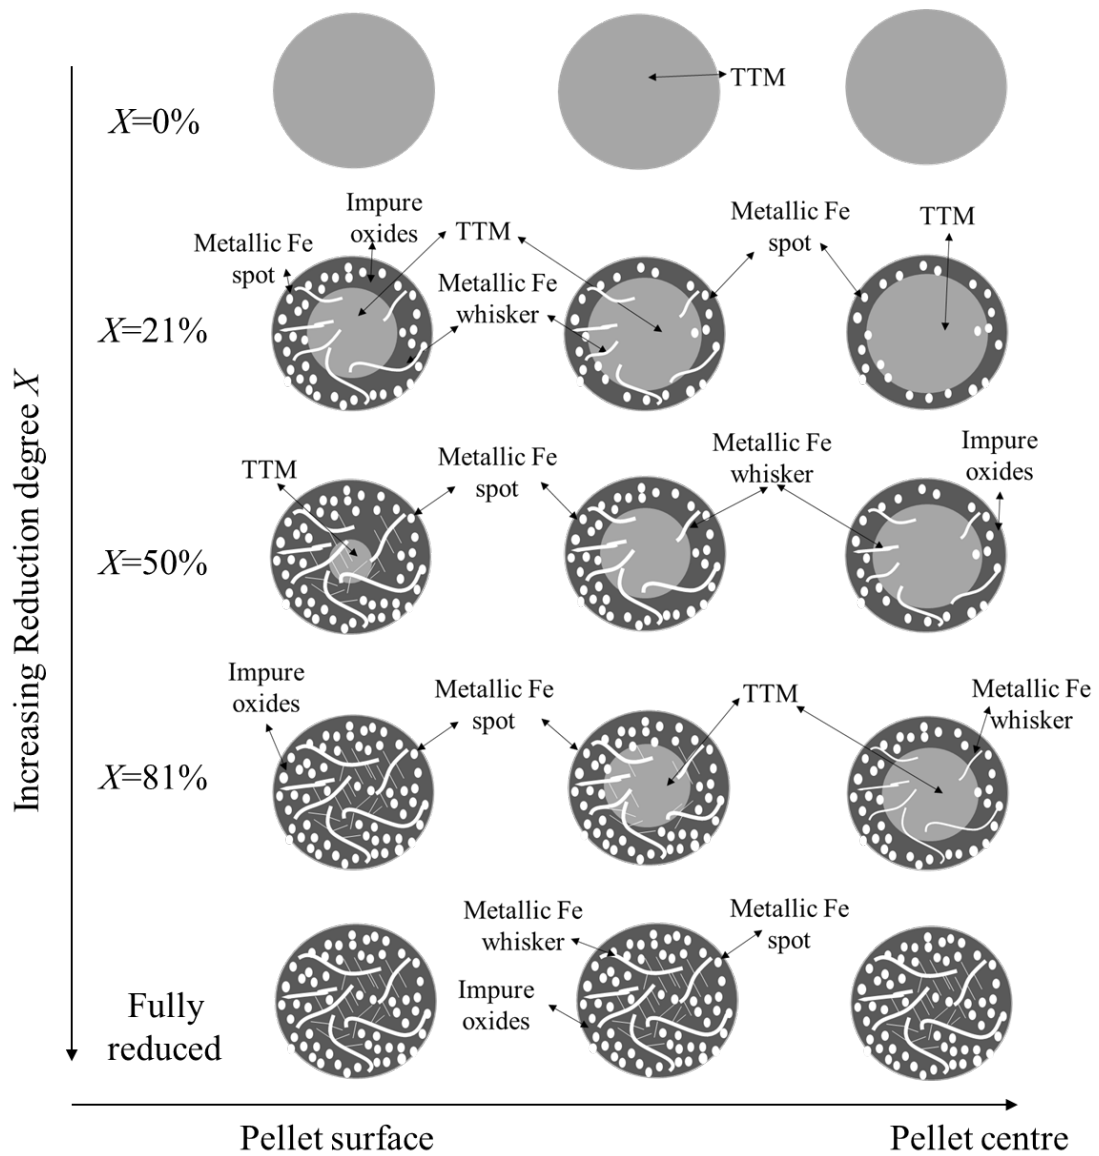 TTM
X=0%
Impure
oxides
TTM
Metallic Fe
spot
TTM
Metallic Fe
spot
Metallic Fe
whisker
X=21%
Metallic Fe
whisker
Impure
oxides
Metallic Fe
spot
TTM
X=50%
Impure
oxides
Metallic Fe
spot
TTM
Metallic Fe
whisker
X=81%
Metallic Fe
whisker
Metallic Fe
spot
Impure
oxides
Fully
reduced
Increasing Reduction degree X
Pellet surface
Pellet centre